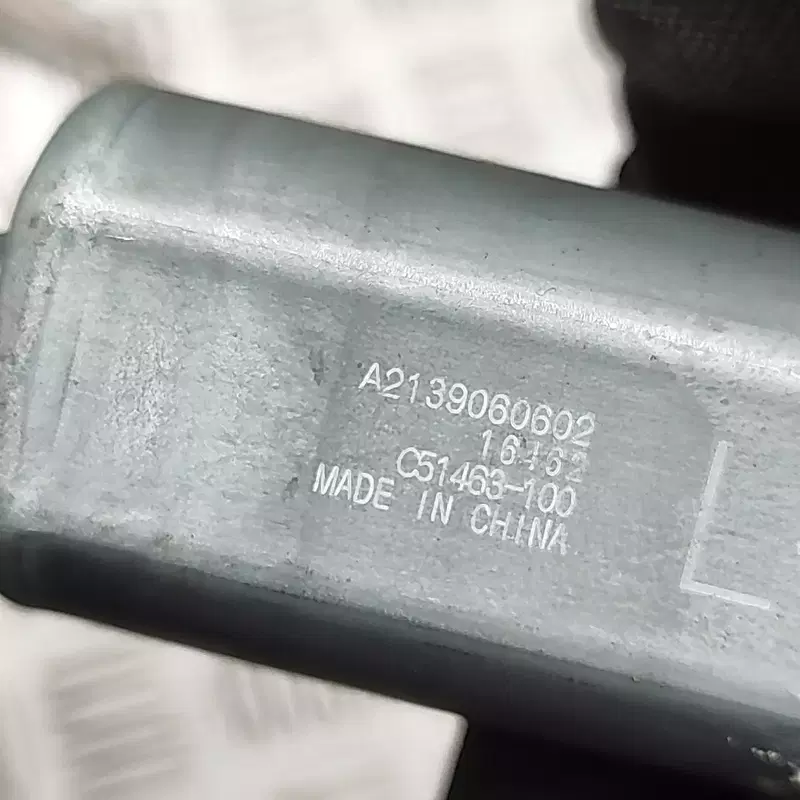 A2139060602
16162
C51463-100
MADE IN CHINA
L